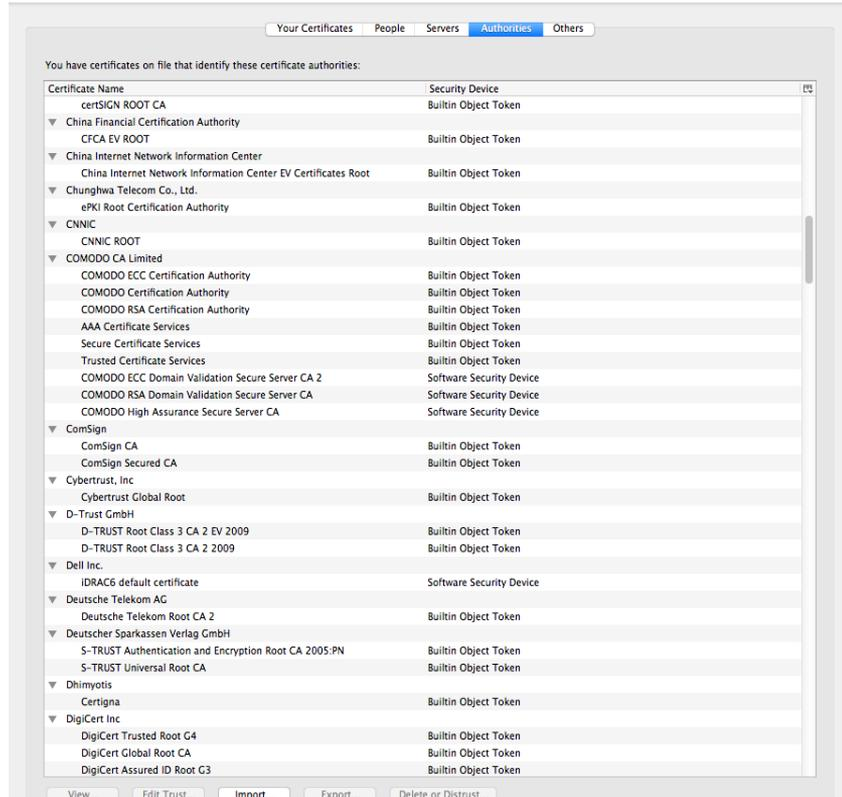 Your Certificates People Servers Authorities Others
You have certificates on file that identify these certificate authorities:
Certificate Name Security Device
certSIGN ROOT CA Builtin Object Token
China Financial Certification Authority
CFCA EV ROOT Builtin Object Token
China Internet Network Information Center
China Internet Network Information Center EV Certificates Root Builtin Object Token
Chunghwa Telecom Co., Ltd.
ePKI Root Certification Authority Builtin Object Token
CNNIC
CNNIC ROOT Builtin Object Token
COMODO CA Limited
COMODO ECC Certification Authority Builtin Object Token
COMODO Certification Authority Builtin Object Token
COMODO RSA Certification Authority Builtin Object Token
AAA Certificate Services Builtin Object Token
Secure Certificate Services Builtin Object Token
Trusted Certificate Services Builtin Object Token
COMODO ECC Domain Validation Secure Server CA 2 Software Security Device
COMODO RSA Domain Validation Secure Server CA Software Security Device
COMODO High Assurance Secure Server CA Software Security Device
ComSign
ComSign CA Builtin Object Token
ComSign Secured CA Builtin Object Token
Cybertrust, Inc
Cybertrust Global Root Builtin Object Token
D-Trust GmbH
D-TRUST Root Class 3 CA 2 EV 2009 Builtin Object Token
D-TRUST Root Class 3 CA 2 2009 Builtin Object Token
Dell Inc.
iDRAC6 default certificate Software Security Device
Deutsche Telekom AG
Deutsche Telekom Root CA 2 Builtin Object Token
Deutscher Sparkassen Verlag GmbH
S-TRUST Authentication and Encryption Root CA 2005:PN Builtin Object Token
S-TRUST Universal Root CA Builtin Object Token
Dhimyotis
Certigna Builtin Object Token
DigiCert Inc
DigiCert Trusted Root G4 Builtin Object Token
DigiCert Global Root CA Builtin Object Token
DigiCert Assured ID Root G3 Builtin Object Token
View... Edit Trust... Import... Export... Delete or Distrust...